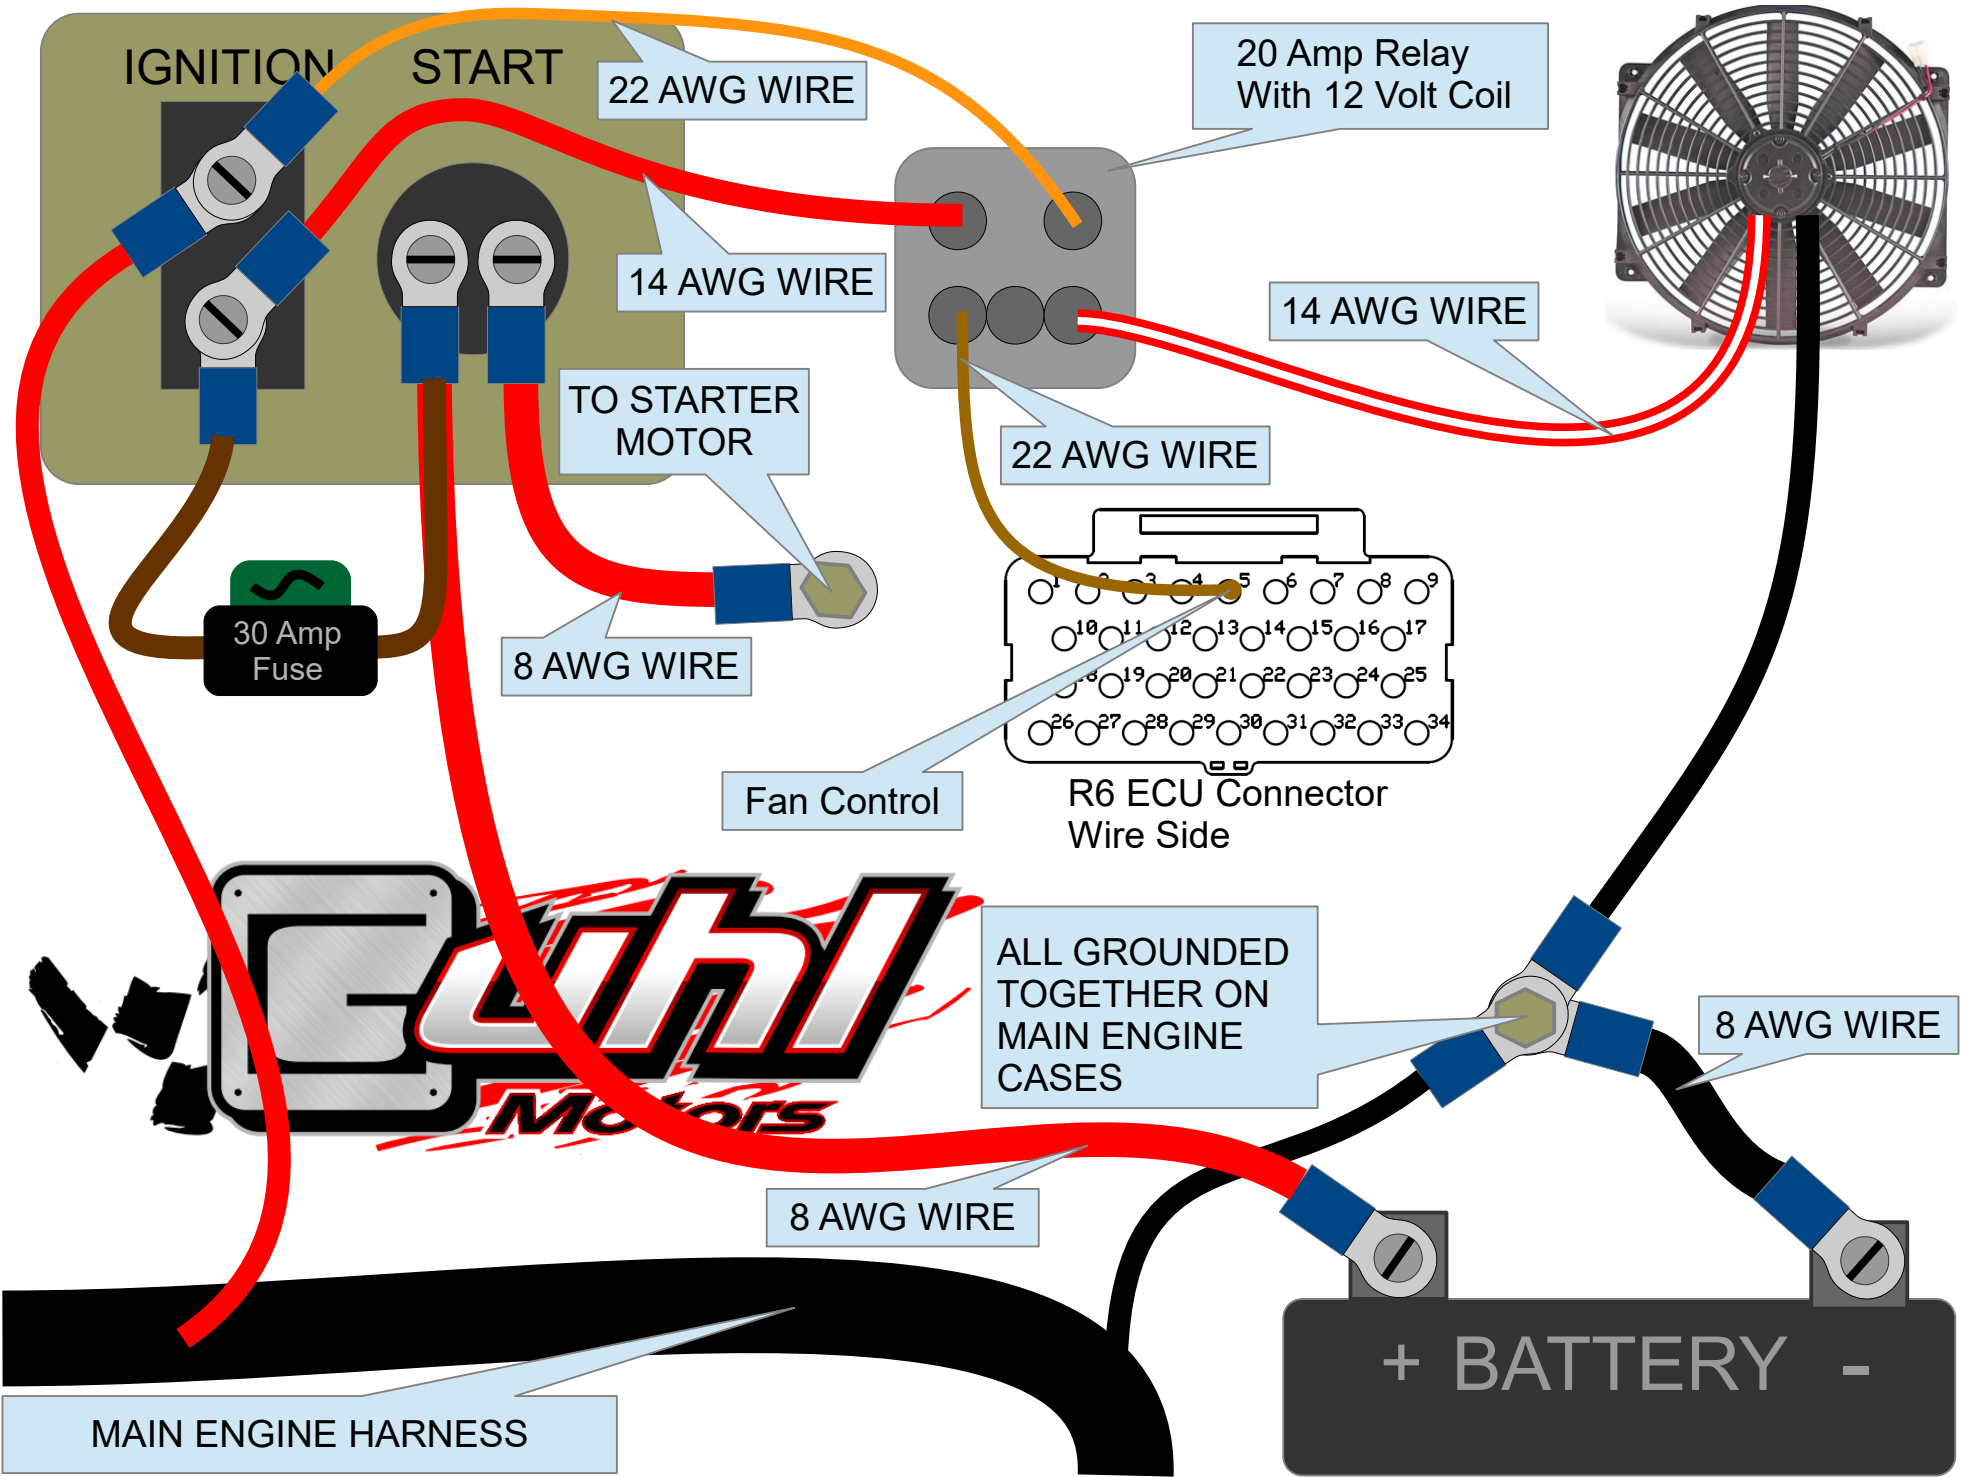 IGNITION
START
22 AWG WIRE
20 Amp Relay
With 12 Volt Coil
14 AWG WIRE
14 AWG WIRE
TO STARTER
MOTOR
22 AWG WIRE
30 Amp
Fuse
8 AWG WIRE
1 2 3 4 5 6 7 8 9
10 11 12 13 14 15 16 17
18 19 20 21 22 23 24 25
26 27 28 29 30 31 32 33 34
Fan Control
R6 ECU Connector
Wire Side
Guhl
Motors
ALL GROUNDED
TOGETHER ON
MAIN ENGINE
CASES
8 AWG WIRE
8 AWG WIRE
+ BATTERY -
MAIN ENGINE HARNESS